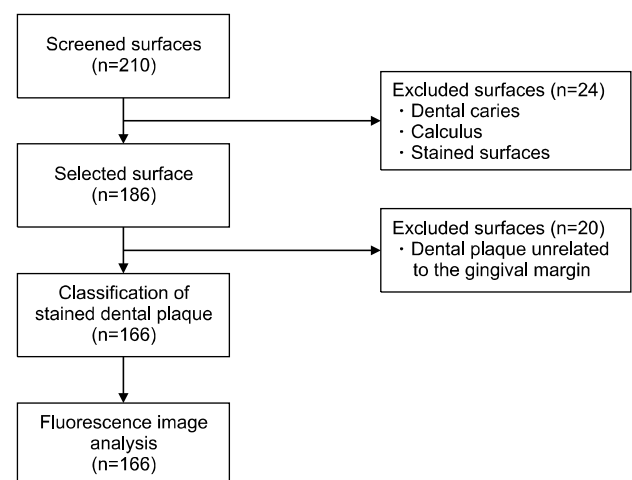 Screened surfaces
(n=210)
Excluded surfaces (n=24)
· Dental caries
· Calculus
· Stained surfaces
Selected surface
(n=186)
Excluded surfaces (n=20)
· Dental plaque unrelated
to the gingival margin
Classification of
stained dental plaque
(n=166)
Fluorescence image
analysis
(n=166)